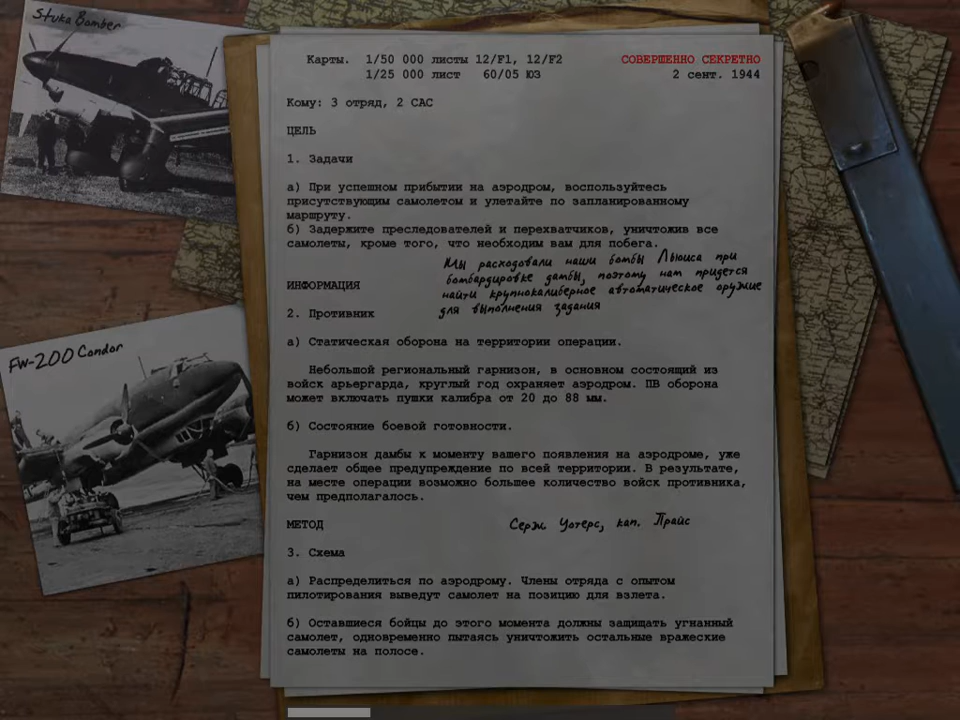 Stuka Bomber
Карты. 1/50 000 листы 12/F1, 12/F2
СОВЕРШЕННО СЕКРЕТНО
1/25 000 лист 60/05 ЮЗ
2 сент. 1944
Кому: 3 отряд, 2 САС
ЦЕЛЬ
1. Задачи
а) При успешном прибытии на аэродром, воспользуйтесь
присутствующим самолетом и улетайте по запланированному
маршруту.
б) Задержите преследователей и перехватчиков, уничтожив все
самолеты, кроме того, что необходим вам для побега.
Мы расходовали наши бомбы Льюиса при
бомбардировке дамбы, поэтому нам придется
найти крупнокалиберное автоматическое оружие
для выполнения задания
ИНФОРМАЦИЯ
2. Противник
а) Статическая оборона на территории операции.
Небольшой региональный гарнизон, в основном состоящий из
войск арьергарда, круглый год охраняет аэродром. ПВ оборона
может включать пушки калибра от 20 до 88 мм.
б) Состояние боевой готовности.
Гарнизон дамбы к моменту вашего появления на аэродроме, уже
сделает общее предупреждение по всей территории. В результате,
на месте операции возможно большее количество войск противника,
чем предполагалось.
МЕТОД
Серж Уотерс, кап. Прайс
3. Схема
а) Распределиться по аэродрому. Члены отряда с опытом
пилотирования выведут самолет на позицию для взлета.
б) Оставшиеся бойцы до этого момента должны защищать угнанный
самолет, одновременно пытаясь уничтожить остальные вражеские
самолеты на полосе.
FW-200 Condor